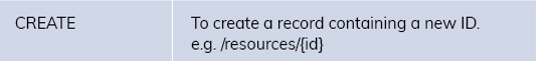 CREATE
To create a record containing a new ID.
e.g. /resources/{id}